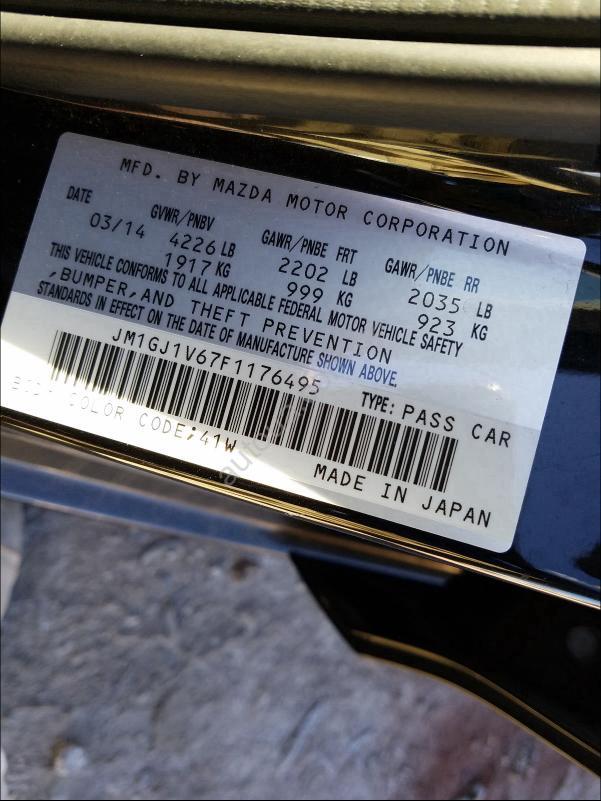 MFD. BY MAZDA MOTOR CORPORATION
DATE GVWR/PNBV GAWR/PNBE FRT GAWR/PNBE RR
03/14 4226 LB 2202 LB 2035 LB
1917 KG 999 KG 923 KG
THIS VEHICLE CONFORMS TO ALL APPLICABLE FEDERAL MOTOR VEHICLE SAFETY
,BUMPER,AND THEFT PREVENTION
STANDARDS IN EFFECT ON THE DATE OF MANUFACTURE SHOWN ABOVE.
JM1GJ1V67F1176495 TYPE: PASS CAR
COLOR CODE;41W
MADE IN JAPAN